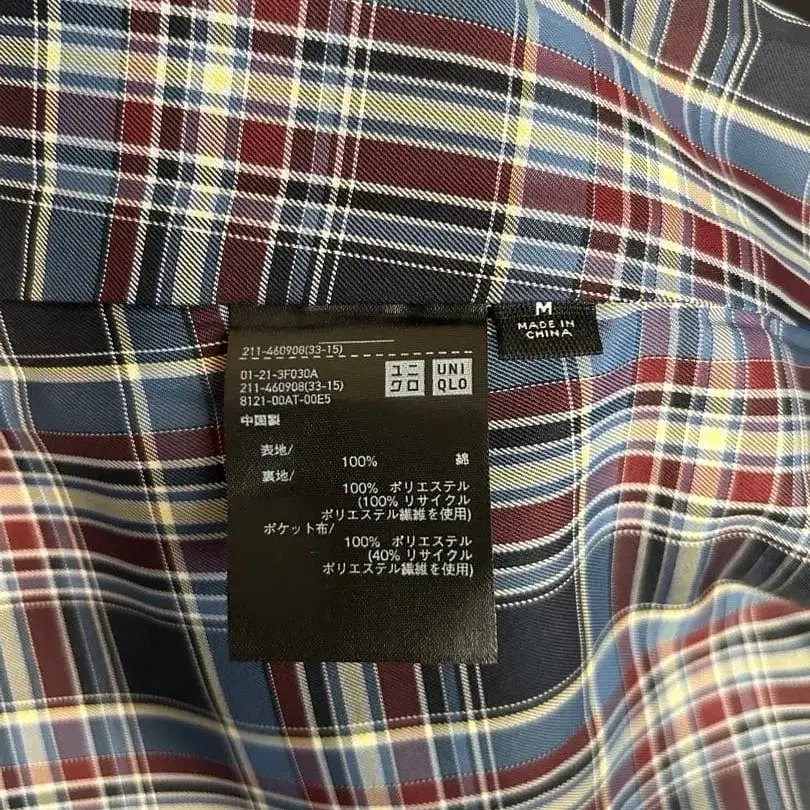 M
MADE IN
CHINA
211-460908(33-15)
01-21-3F030A
211-460908(33-15)
8121-00AT-00E5
ユニ
クロ
UNI
QLO
中国製
表地/
100% 綿
裏地/
100% ポリエステル
(100% リサイクル
ポリエステル繊維を使用)
ポケット布/
100% ポリエステル
(40% リサイクル
ポリエステル繊維を使用)